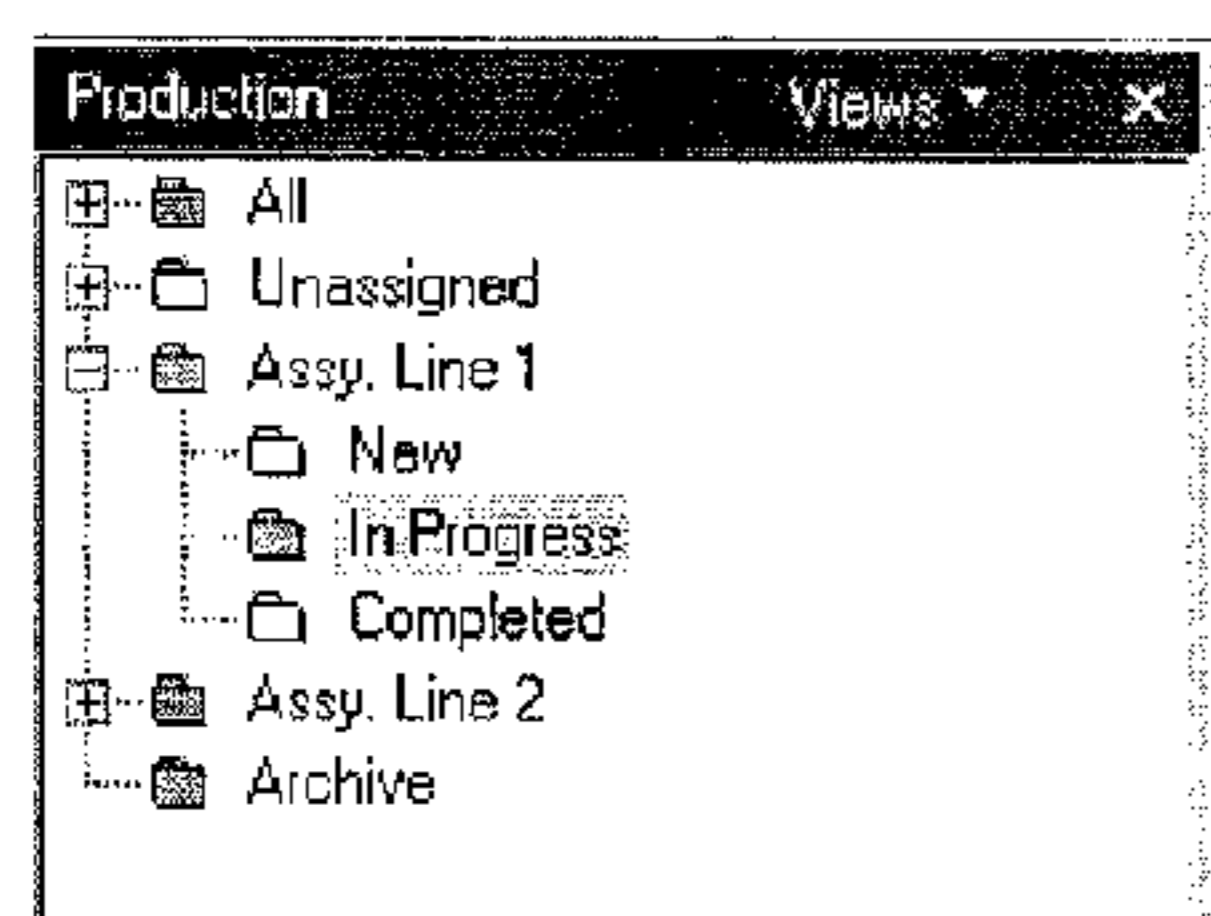 Production Views
All
Unassigned
Assy. Line 1
New
In Progress
Completed
Assy. Line 2
Archive